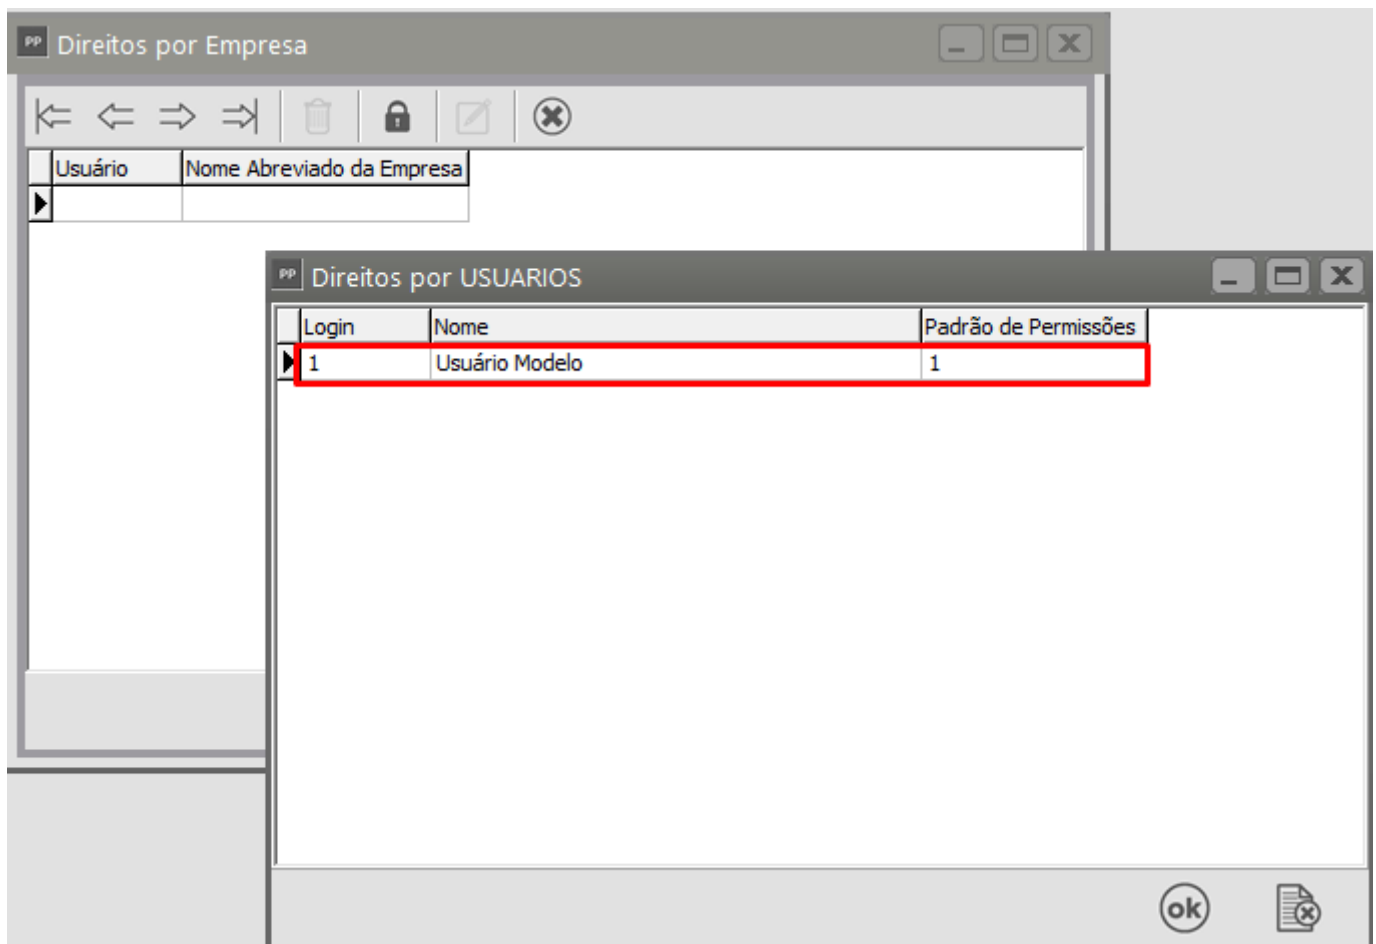 PP Direitos por Empresa
Usuário Nome Abreviado da Empresa
PP Direitos por USUARIOS
Login Nome Padrão de Permissões
1 Usuário Modelo 1
ok